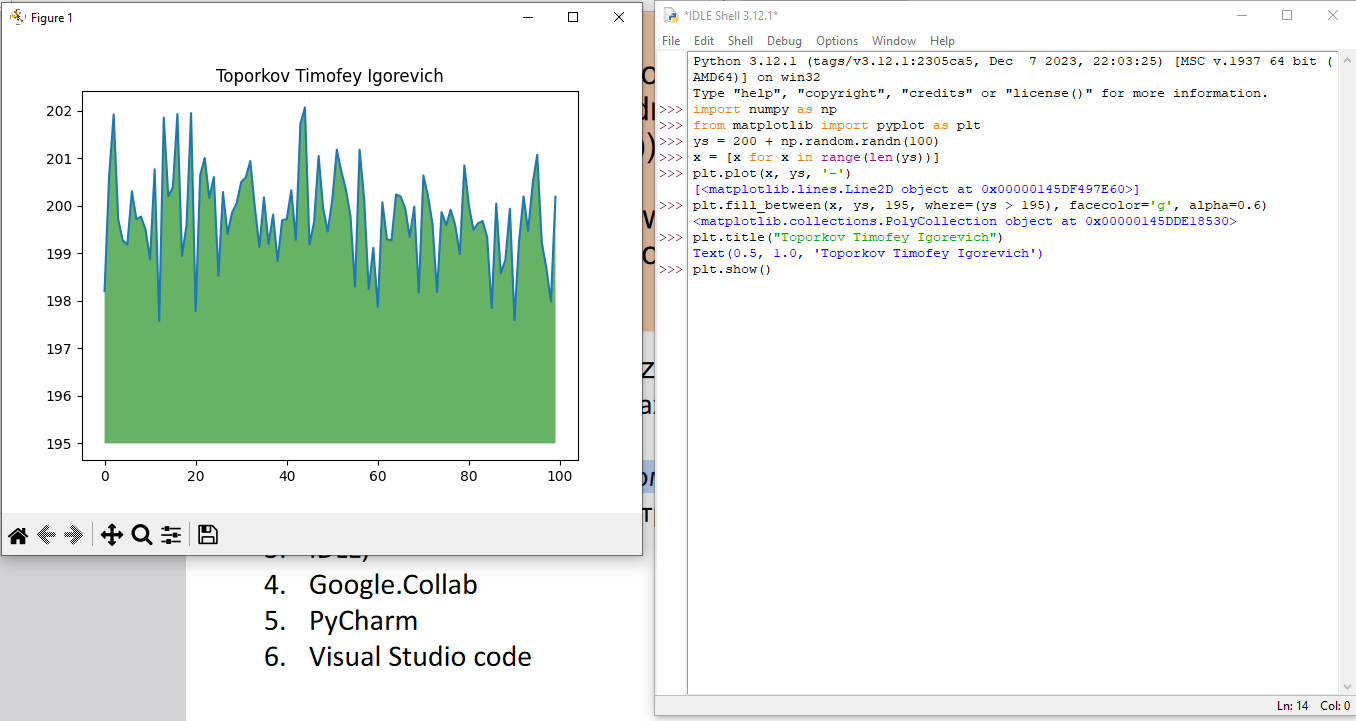 Figure 1
Toporkov Timofey Igorevich
202
201
200
199
198
197
196
195
0 20 40 60 80 100
4. Google.Collab
5. PyCharm
6. Visual Studio code
*IDLE Shell 3.12.1*
File Edit Shell Debug Options Window Help
Python 3.12.1 (tags/v3.12.1:2305ca5, Dec  7 2023, 22:03:25) [MSC v.1937 64 bit (
AMD64)] on win32
Type "help", "copyright", "credits" or "license()" for more information.
>>> import numpy as np
>>> from matplotlib import pyplot as plt
>>> ys = 200 + np.random.randn(100)
>>> x = [x for x in range(len(ys))]
>>> plt.plot(x, ys, '-')
[<matplotlib.lines.Line2D object at 0x00000145DF497E60>]
>>> plt.fill_between(x, ys, 195, where=(ys > 195), facecolor='g', alpha=0.6)
<matplotlib.collections.PolyCollection object at 0x00000145DDE18530>
>>> plt.title("Toporkov Timofey Igorevich")
Text(0.5, 1.0, 'Toporkov Timofey Igorevich')
>>> plt.show()
Ln: 14 Col: 0